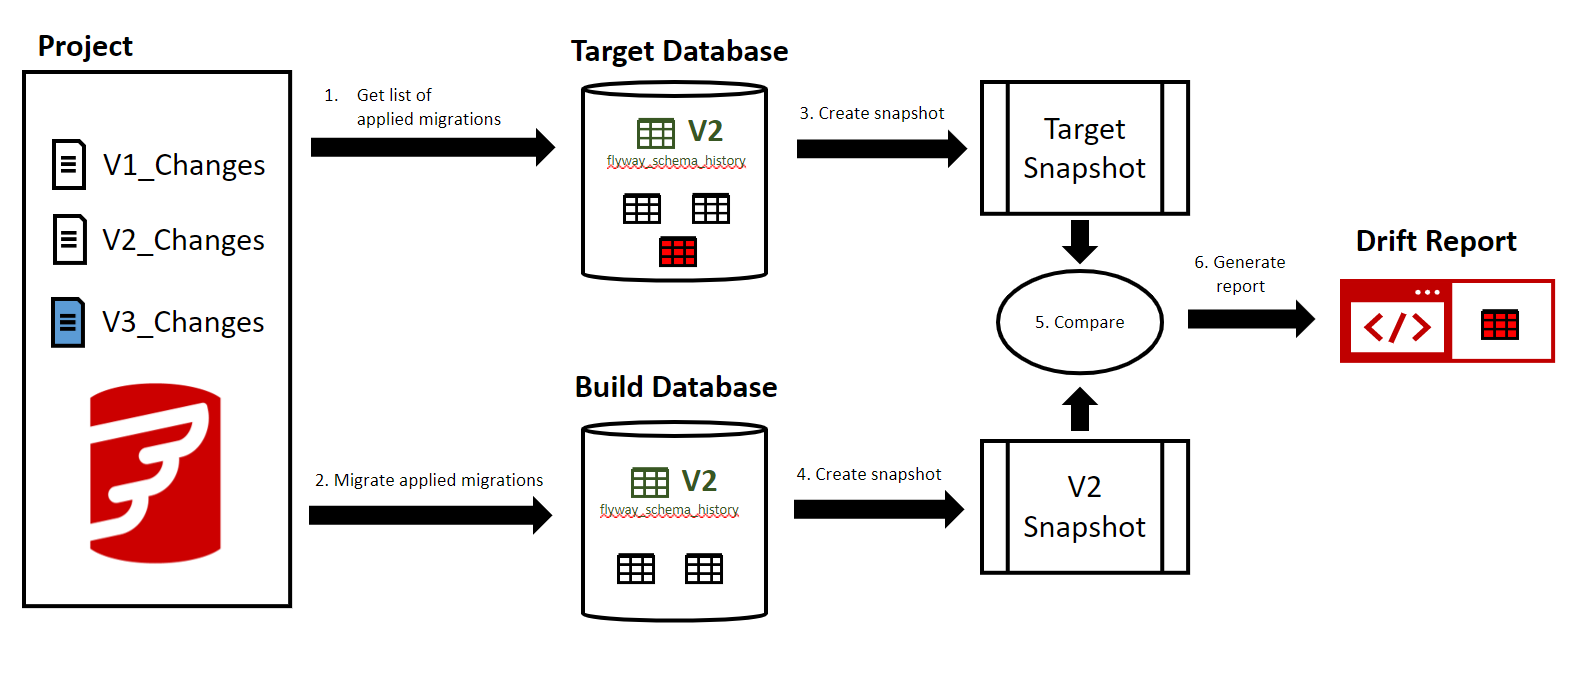 Project
V1_Changes
V2_Changes
V3_Changes
1. Get list of
applied migrations
2. Migrate applied migrations
Target Database
V2
flyway_schema_history
Build Database
V2
flyway_schema_history
3. Create snapshot
4. Create snapshot
Target
Snapshot
5. Compare
V2
Snapshot
6. Generate
report
Drift Report
</>